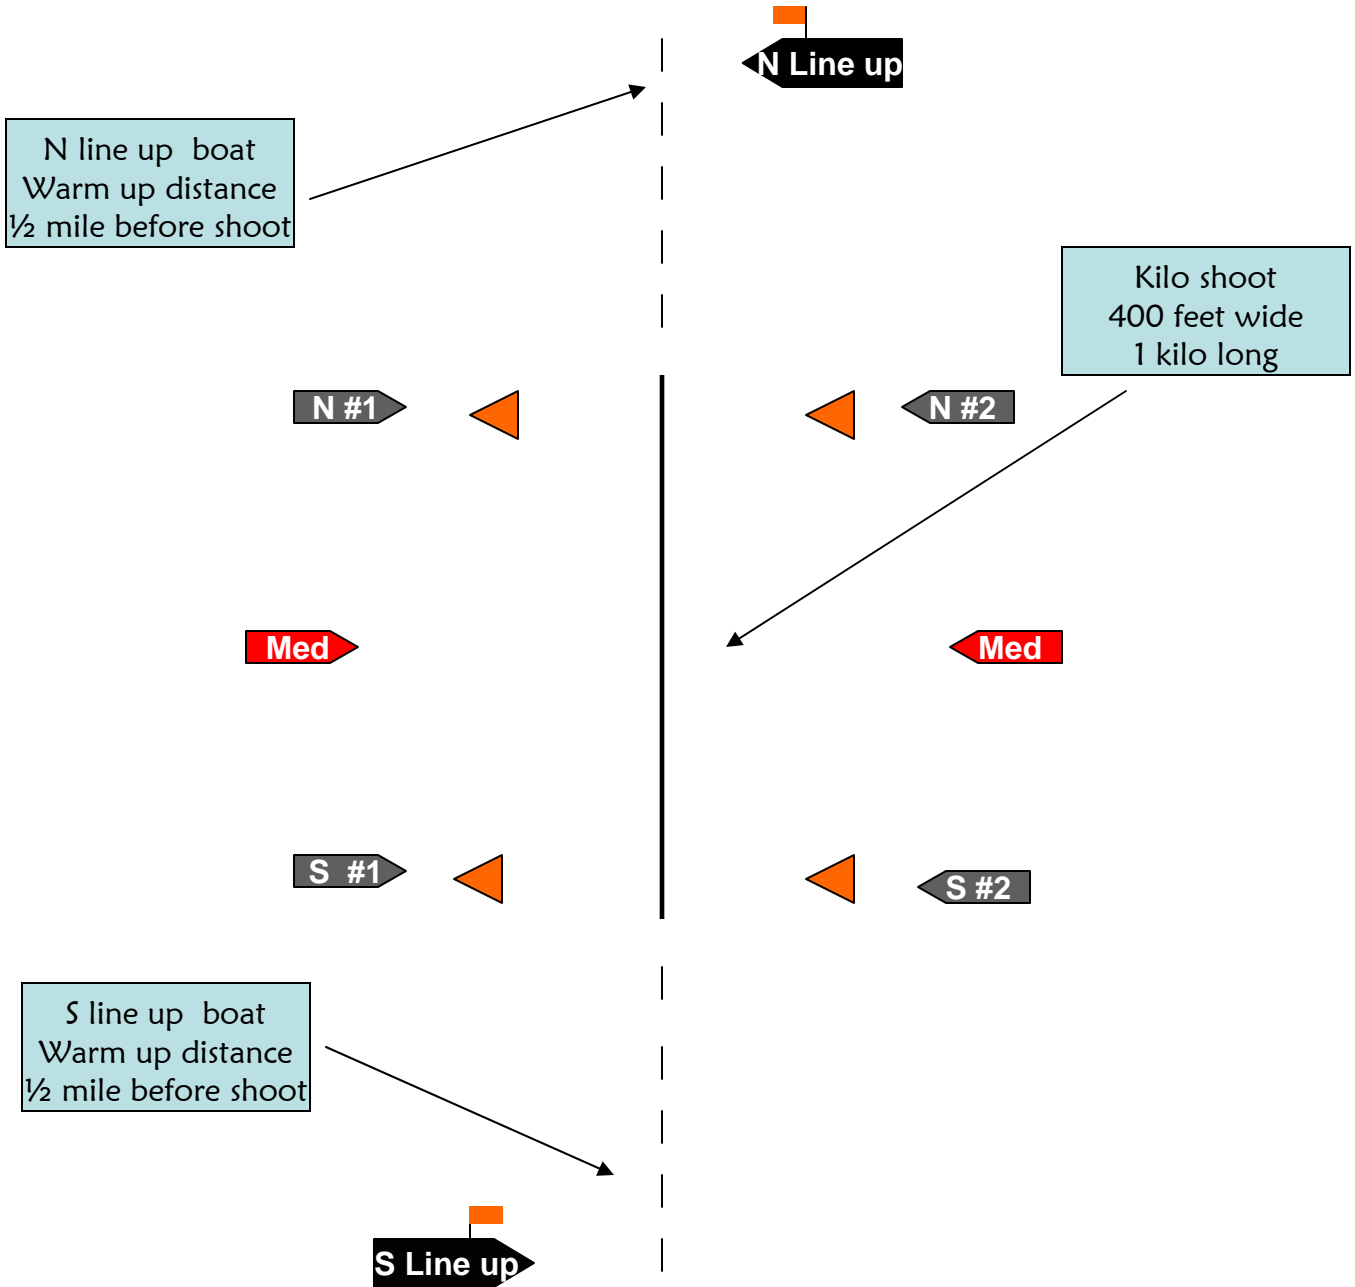 N Line up
N line up boat
Warm up distance
½ mile before shoot
Kilo shoot
400 feet wide
1 kilo long
N #1
N #2
Med
Med
S #1
S #2
S line up boat
Warm up distance
½ mile before shoot
S Line up